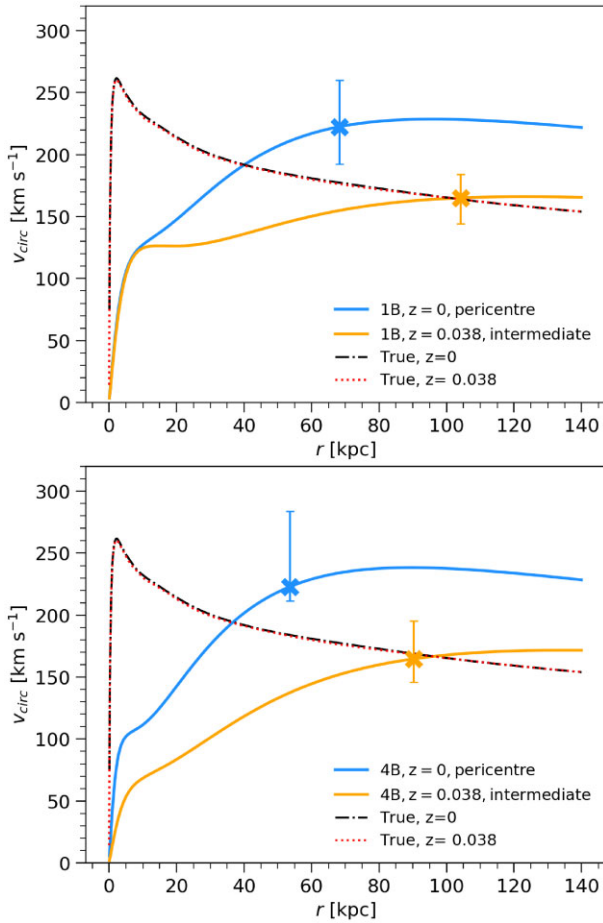 300
250
200
150
100
50
0
v_circ [km s⁻¹]
1B, z = 0, pericentre
1B, z = 0.038, intermediate
True, z=0
True, z= 0.038
0 20 40 60 80 100 120 140
r [kpc]
300
250
200
150
100
50
0
v_circ [km s⁻¹]
4B, z = 0, pericentre
4B, z = 0.038, intermediate
True, z=0
True, z= 0.038
0 20 40 60 80 100 120 140
r [kpc]